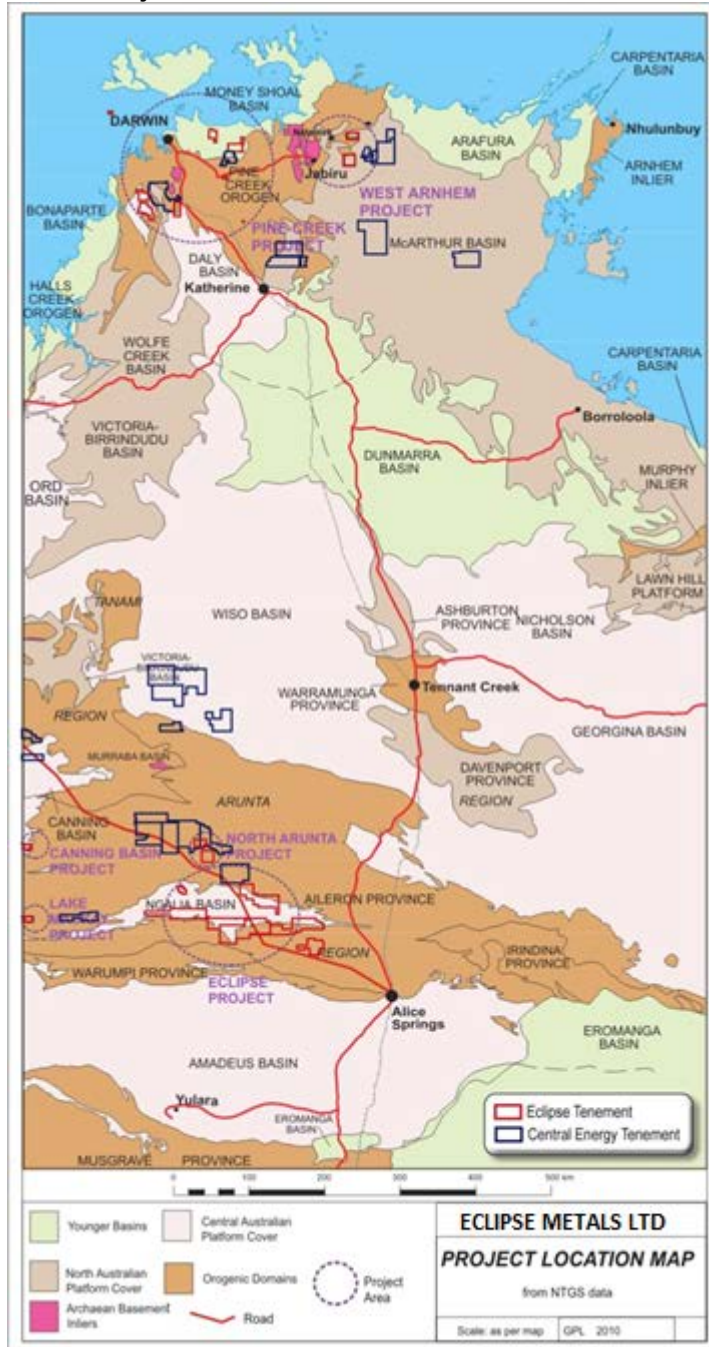 CARPENTARIA
BASIN
MONEY SHOAL
BASIN
DARWIN
Nhulunbuy
ARAFURA
BASIN
ARNHEM
INLIER
Jabiru
PINE
CREEK
OROGEN
WEST ARNHEM
PROJECT
BONAPARTE
BASIN
PINE CREEK
PROJECT
McARTHUR BASIN
DALY
BASIN
HALLS
CREEK
OROGEN
Katherine
WOLFE
CREEK
BASIN
CARPENTARIA
BASIN
VICTORIA-
BIRRINDUDU
BASIN
Borroloola
DUNMARRA
BASIN
ORD
BASIN
MURPHY
INLIER
LAWN HILL
PLATFORM
TANAMI
WISO BASIN
ASHBURTON
PROVINCE
NICHOLSON
BASIN
VICTORIA-
BIRRINDUDU
BASIN
WARRAMUNGA
PROVINCE
Tennant Creek
REGION
GEORGINA BASIN
MURRABA BASIN
DAVENPORT
PROVINCE
REGION
ARUNTA
CANNING
BASIN
CANNING BASIN
PROJECT
NORTH ARUNTA
PROJECT
LAKE
PROJECT
NGALIA BASIN
AILERON PROVINCE
REGION
IRINDINA
PROVINCE
WARUMPI PROVINCE
ECLIPSE
PROJECT
Alice
Springs
EROMANGA
BASIN
AMADEUS BASIN
Yulara
EROMANGA
BASIN
Eclipse Tenement
Central Energy Tenement
MUSGRAVE PROVINCE
0 100 200 300 400 500 km
Younger Basins
Central Australian
Platform Cover
North Australian
Platform Cover
Orogenic Domains
Project
Area
Archaean Basement
Inliers
Road
ECLIPSE METALS LTD
PROJECT LOCATION MAP
from NTGS data
Scale: as per map
GPL 2010